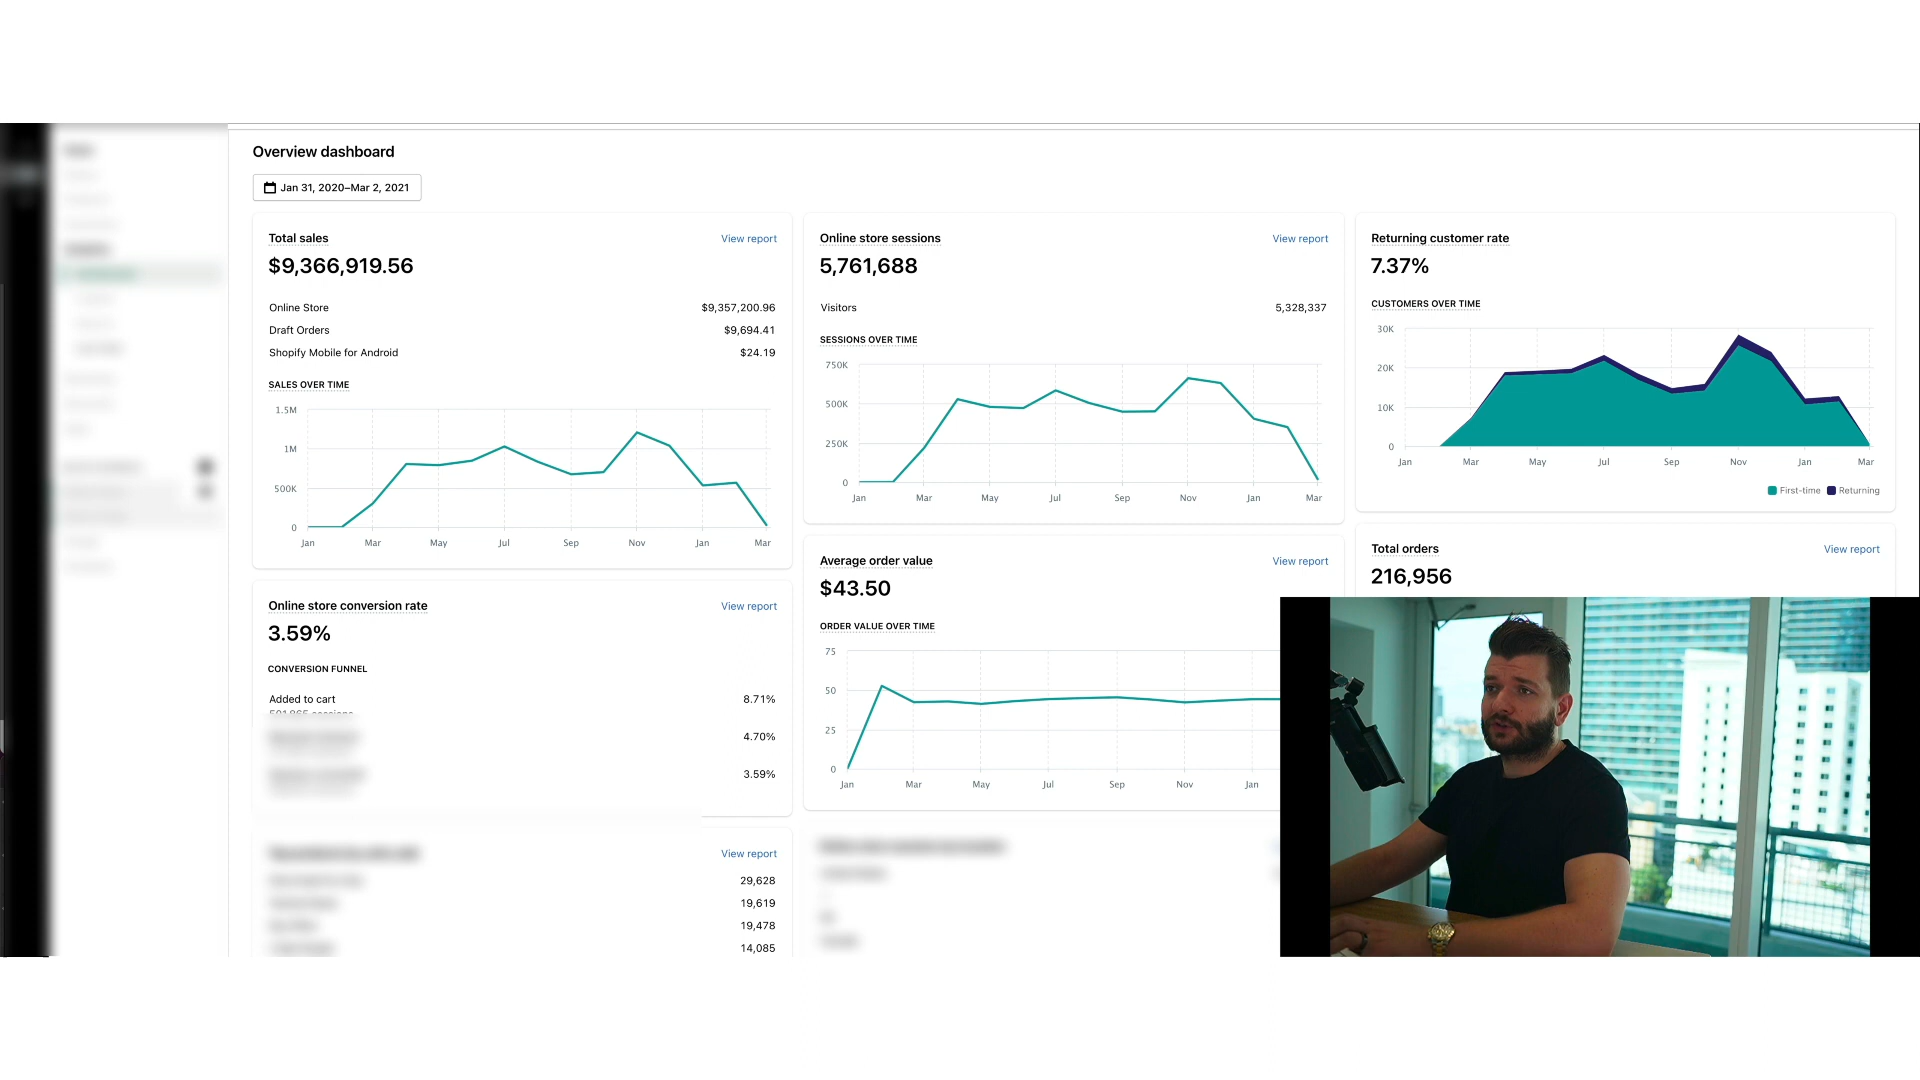 Overview dashboard
Jan 31, 2020–Mar 2, 2021
Total sales
View report
$9,366,919.56
Online Store $9,357,200.96
Draft Orders $9,694.41
Shopify Mobile for Android $24.19
SALES OVER TIME
1.5M
1M
500K
0
Jan Mar May Jul Sep Nov Jan Mar
Online store conversion rate
View report
3.59%
CONVERSION FUNNEL
Added to cart 8.71%
4.70%
3.59%
View report
29,628
19,619
19,478
14,085
Online store sessions
View report
5,761,688
Visitors 5,328,337
SESSIONS OVER TIME
750K
500K
250K
0
Jan Mar May Jul Sep Nov Jan Mar
Average order value
View report
$43.50
ORDER VALUE OVER TIME
75
50
25
0
Jan Mar May Jul Sep Nov Jan
Returning customer rate
7.37%
CUSTOMERS OVER TIME
30K
20K
10K
0
Jan Mar May Jul Sep Nov Jan Mar
First-time Returning
Total orders
View report
216,956